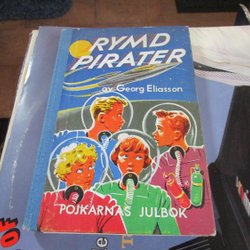 RYMD
PIRATER
av Georg Eliasson
POJKARNAS JULBOK